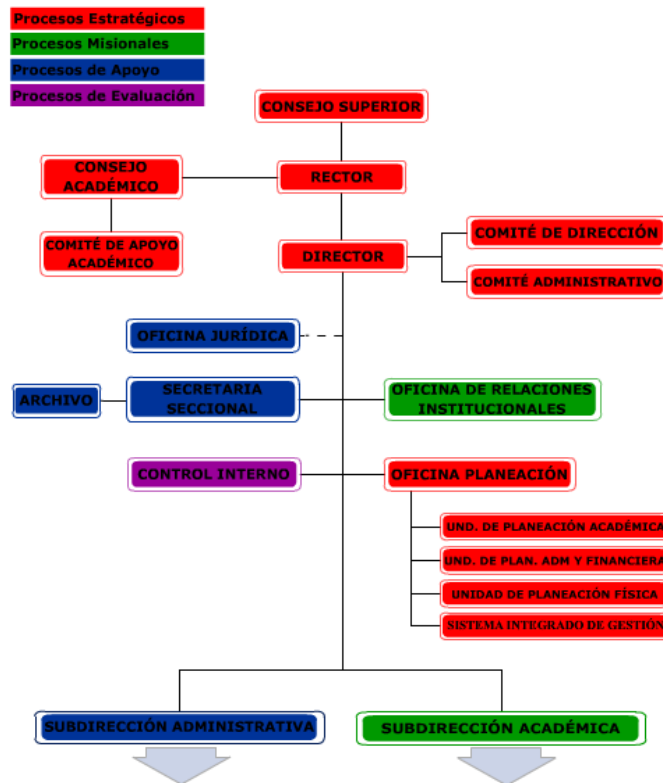 Procesos Estratégicos
Procesos Misionales
Procesos de Apoyo
Procesos de Evaluación
CONSEJO SUPERIOR
CONSEJO
ACADÉMICO
RECTOR
COMITÉ DE APOYO
ACADÉMICO
DIRECTOR
COMITÉ DE DIRECCIÓN
COMITÉ ADMINISTRATIVO
OFICINA JURÍDICA
ARCHIVO
SECRETARIA
SECCIONAL
OFICINA DE RELACIONES
INSTITUCIONALES
CONTROL INTERNO
OFICINA PLANEACIÓN
UND. DE PLANEACIÓN ACADÉMICA
UND. DE PLAN. ADM Y FINANCIERA
UNIDAD DE PLANEACIÓN FÍSICA
SISTEMA INTEGRADO DE GESTIÓN
SUBDIRECCIÓN ADMINISTRATIVA
SUBDIRECCIÓN ACADÉMICA